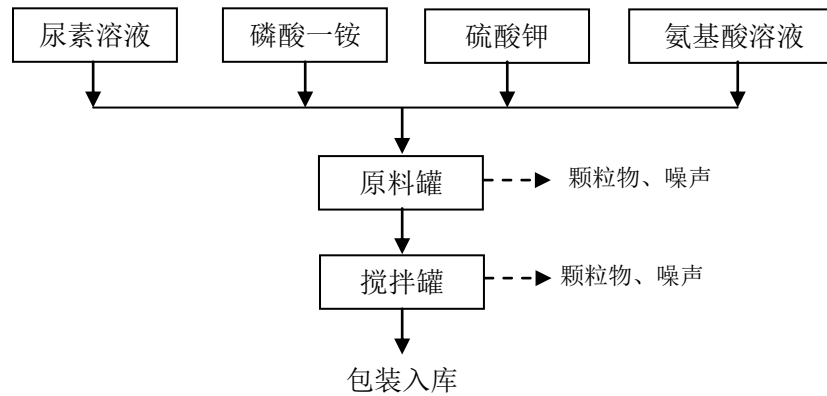 尿素溶液 磷酸一铵 硫酸钾 氨基酸溶液
原料罐 颗粒物、噪声
搅拌罐 颗粒物、噪声
包装入库